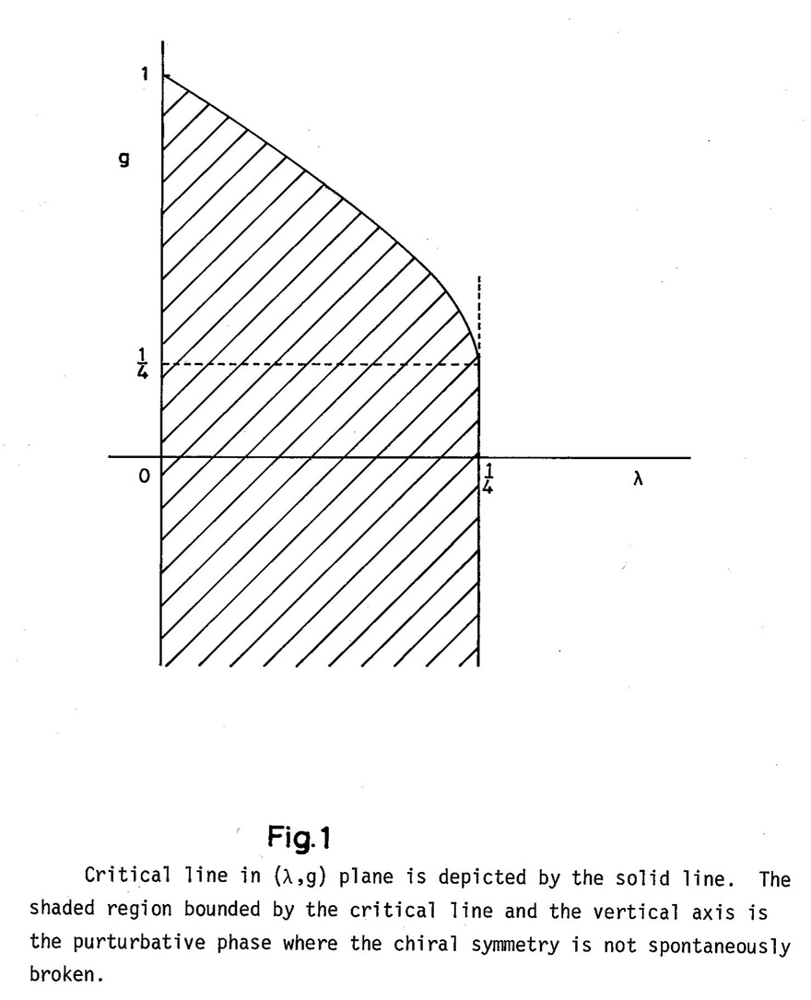 1
g
1/4
0
1/4
λ
Fig.1
Critical line in (λ,g) plane is depicted by the solid line. The
shaded region bounded by the critical line and the vertical axis is
the purturbative phase where the chiral symmetry is not spontaneously
broken.